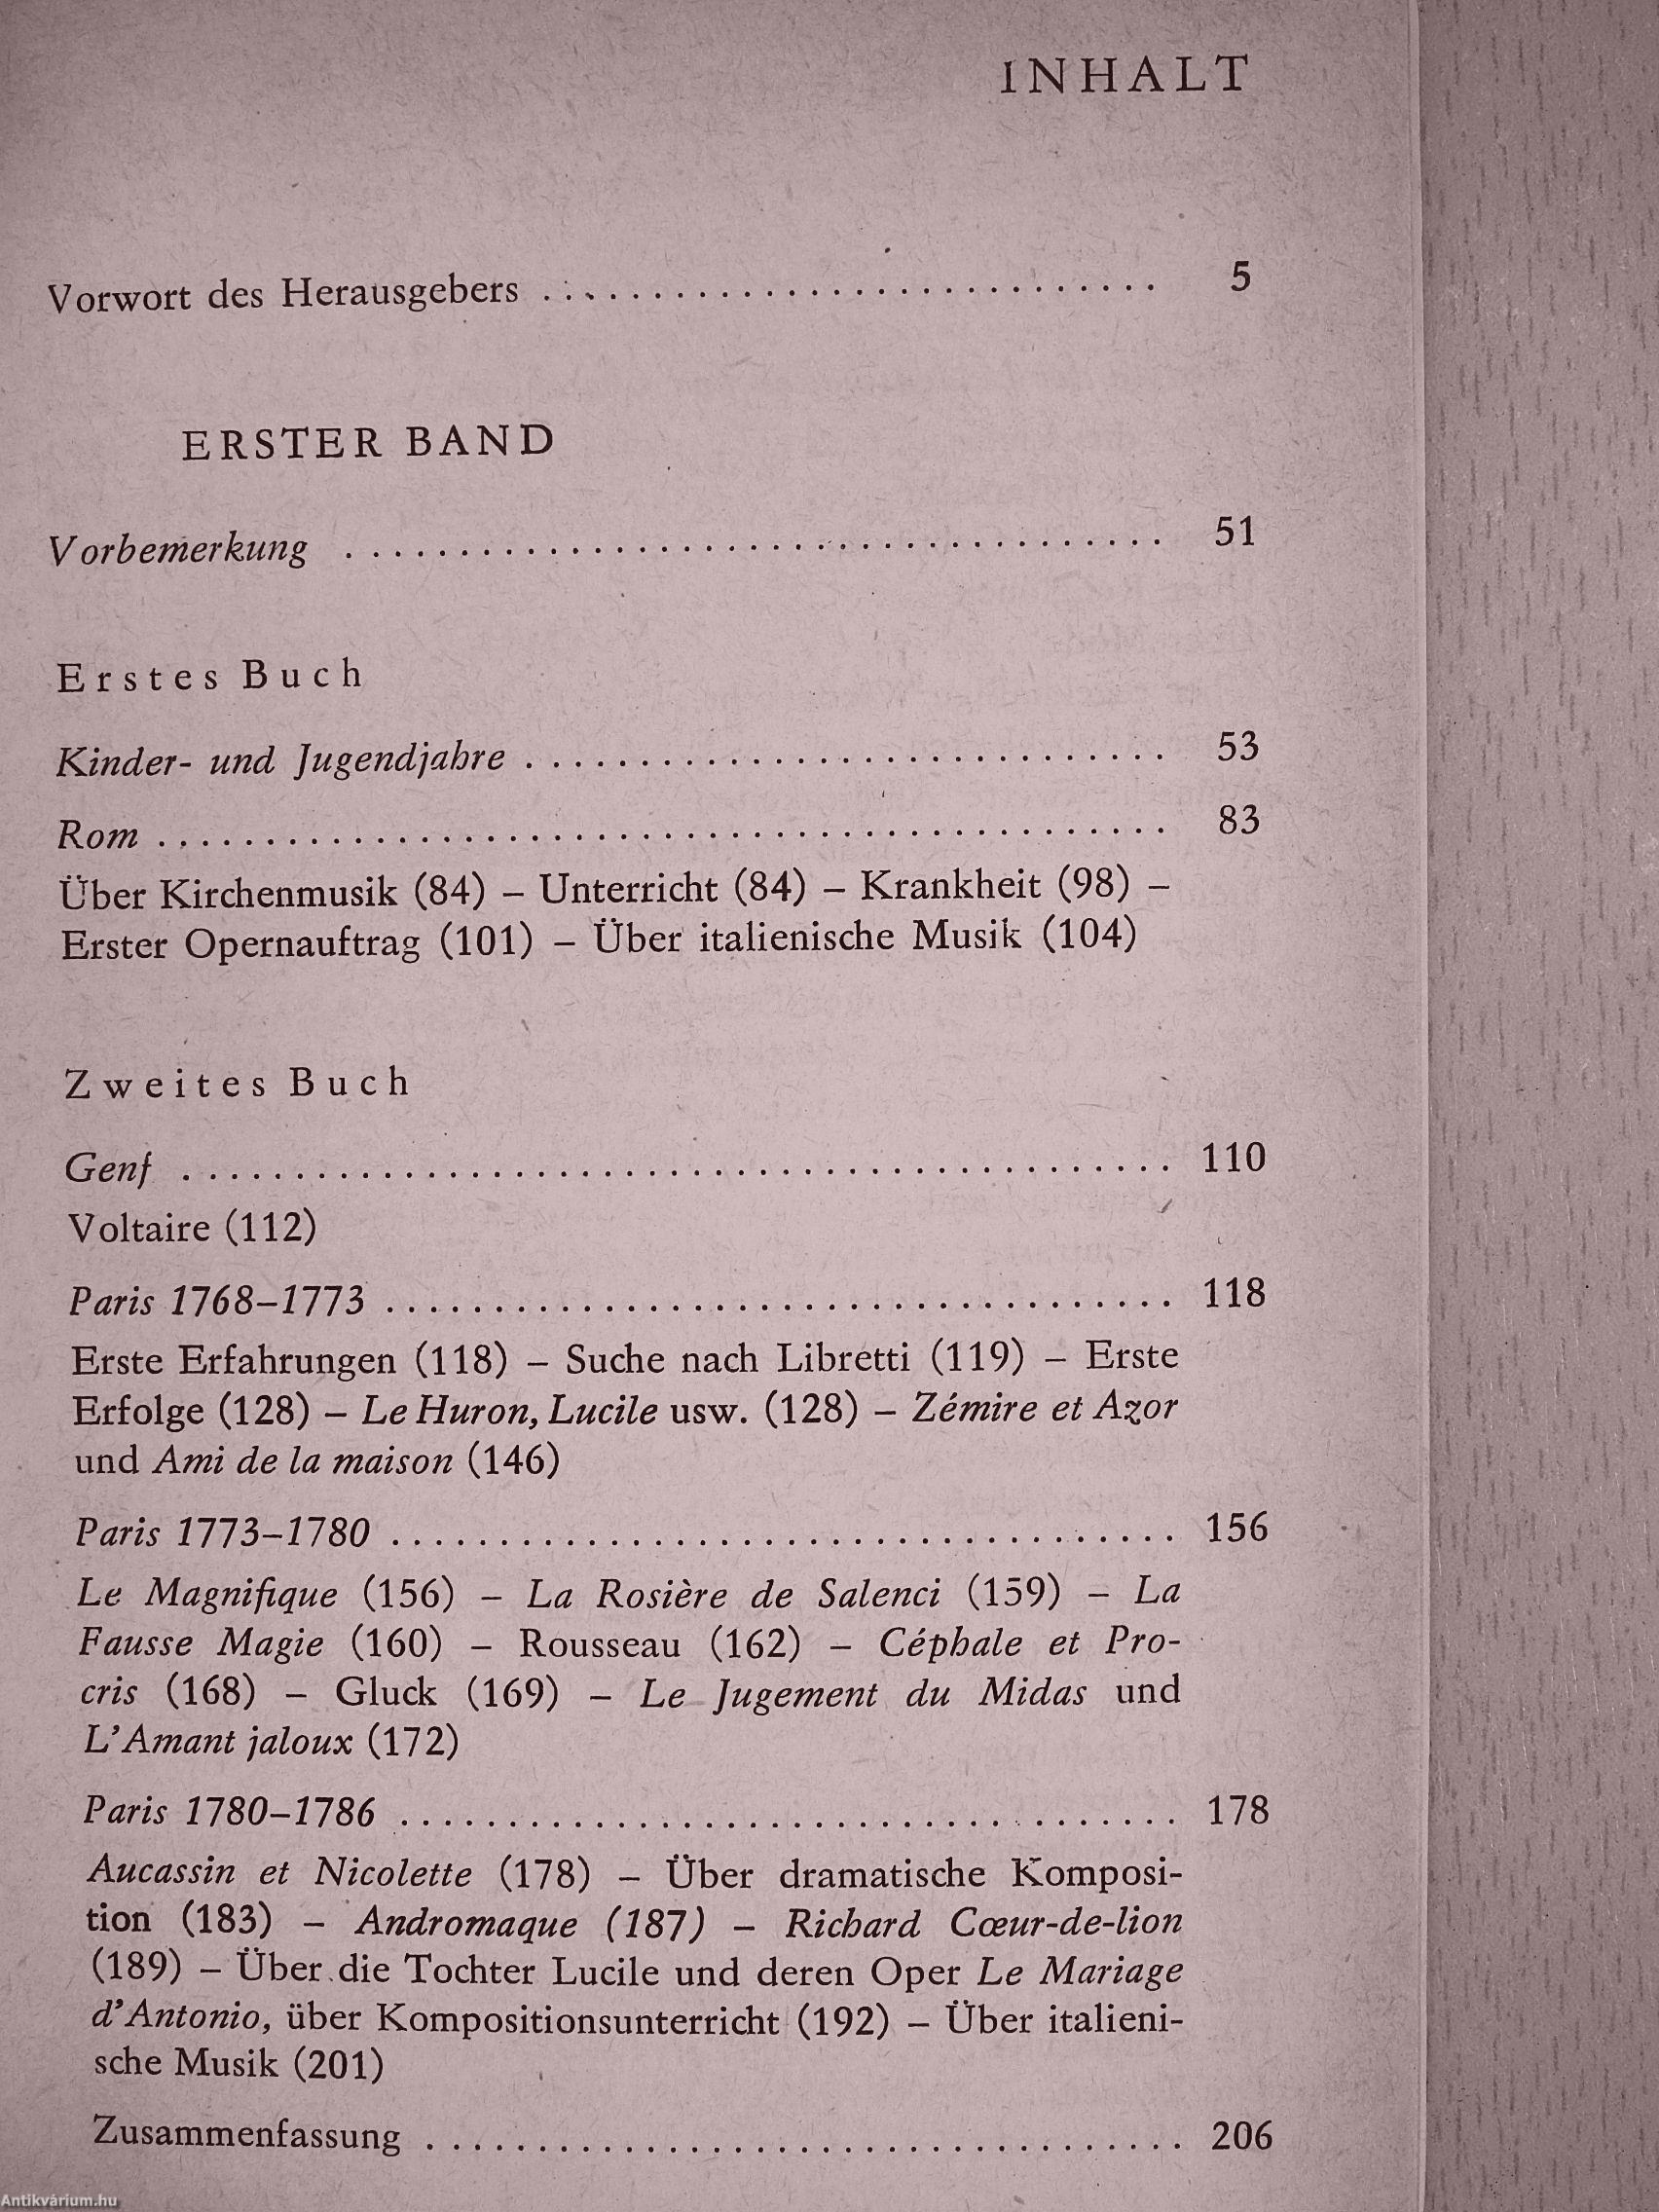 INHALT
Vorwort des Herausgebers . . . . . . . . . . . . . . . . . . . . . . . . . . . . 5
ERSTER BAND
Vorbemerkung . . . . . . . . . . . . . . . . . . . . . . . . . . . . . . . . . . . . 51
Erstes Buch
Kinder- und Jugendjahre . . . . . . . . . . . . . . . . . . . . . . . . . . . . 53
Rom . . . . . . . . . . . . . . . . . . . . . . . . . . . . . . . . . . . . . . . . . . . 83
Über Kirchenmusik (84) – Unterricht (84) – Krankheit (98) –
Erster Opernauftrag (101) – Über italienische Musik (104)
Zweites Buch
Genf . . . . . . . . . . . . . . . . . . . . . . . . . . . . . . . . . . . . . . . . . . 110
Voltaire (112)
Paris 1768–1773 . . . . . . . . . . . . . . . . . . . . . . . . . . . . . . . . . . 118
Erste Erfahrungen (118) – Suche nach Libretti (119) – Erste
Erfolge (128) – Le Huron, Lucile usw. (128) – Zémire et Azor
und Ami de la maison (146)
Paris 1773–1780 . . . . . . . . . . . . . . . . . . . . . . . . . . . . . . . . . . 156
Le Magnifique (156) – La Rosière de Salenci (159) – La
Fausse Magie (160) – Rousseau (162) – Céphale et Pro-
cris (168) – Gluck (169) – Le Jugement du Midas und
L'Amant jaloux (172)
Paris 1780–1786 . . . . . . . . . . . . . . . . . . . . . . . . . . . . . . . . . . 178
Aucassin et Nicolette (178) – Über dramatische Komposi-
tion (183) – Andromaque (187) – Richard Cœur-de-lion
(189) – Über die Tochter Lucile und deren Oper Le Mariage
d'Antonio, über Kompositionsunterricht (192) – Über italieni-
sche Musik (201)
Zusammenfassung . . . . . . . . . . . . . . . . . . . . . . . . . . . . . . . . . 206
Antikvárium.hu